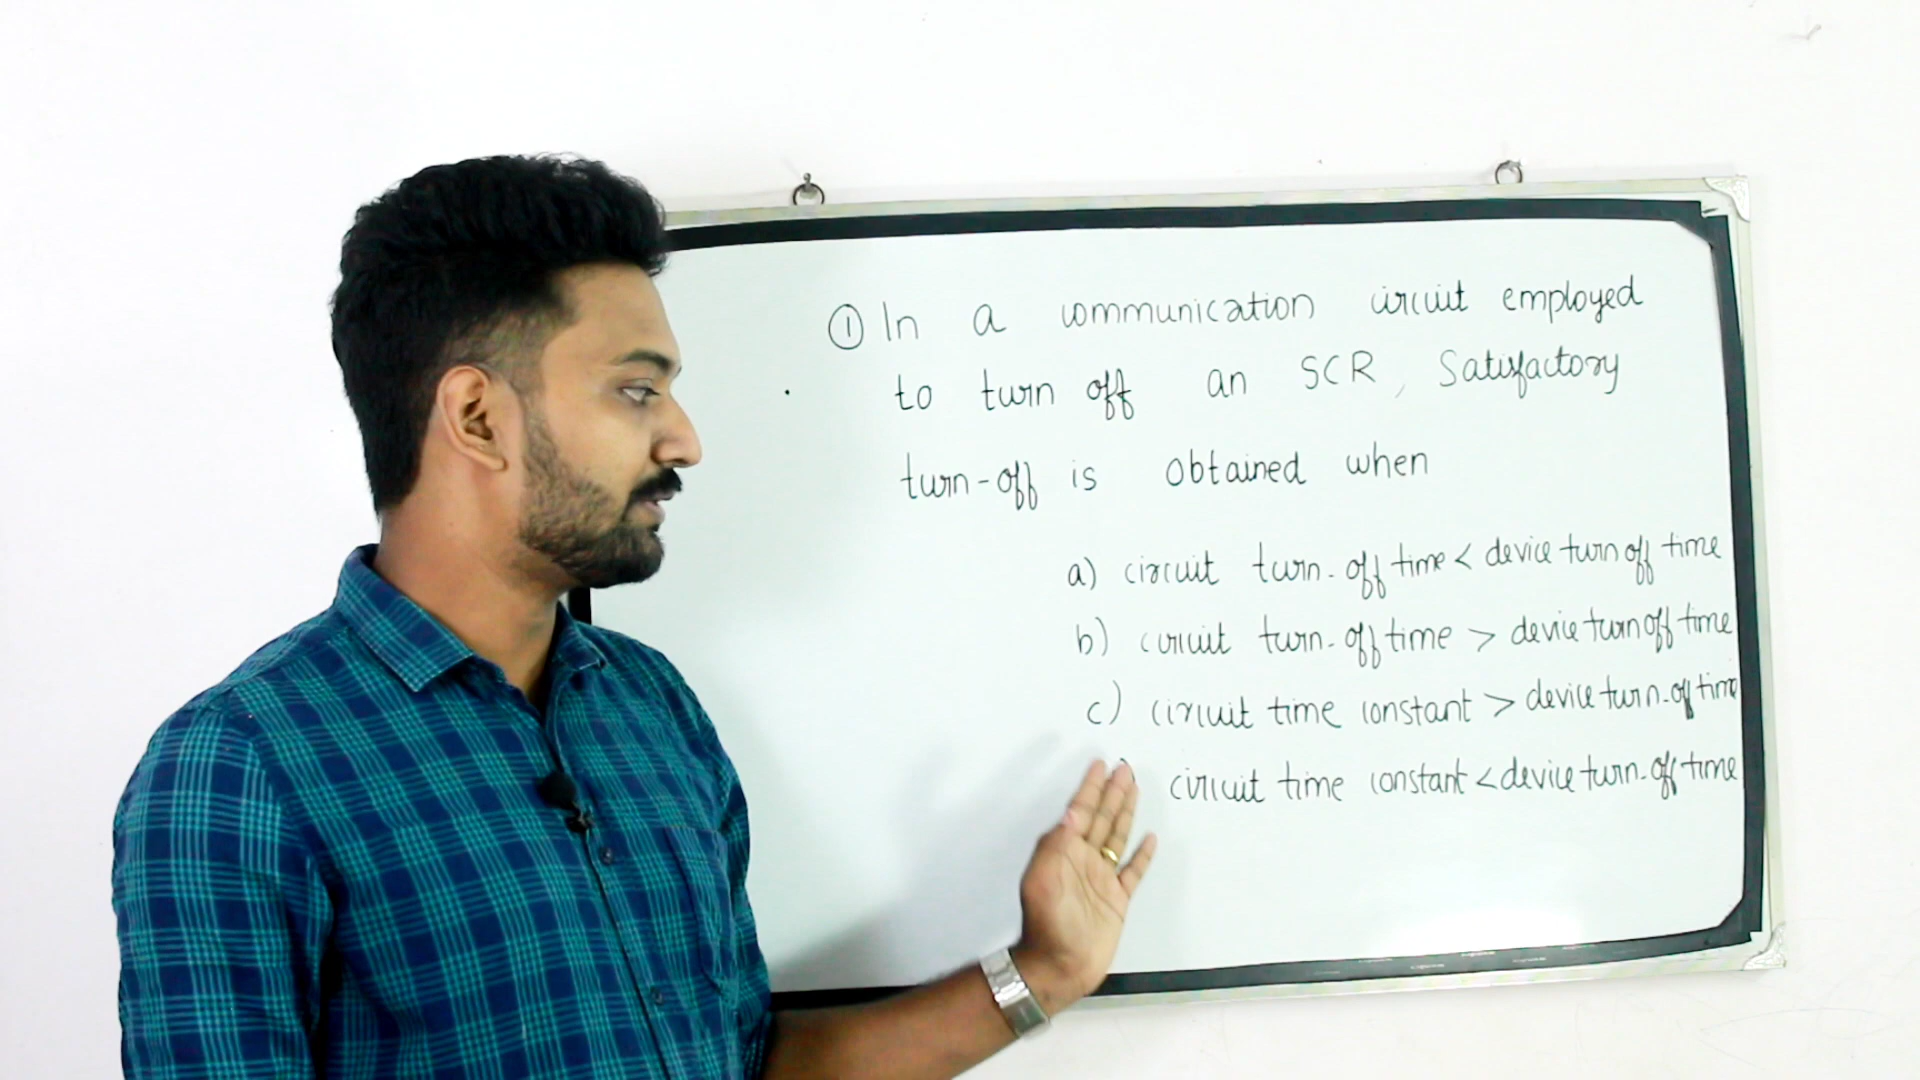 ① In a communication circuit employed
to turn off an SCR, Satisfactory
turn-off is obtained when
a) circuit turn-off time < device turn off time
b) circuit turn-off time > device turn off time
c) circuit time constant > device turn-off time
) circuit time constant < device turn-off time